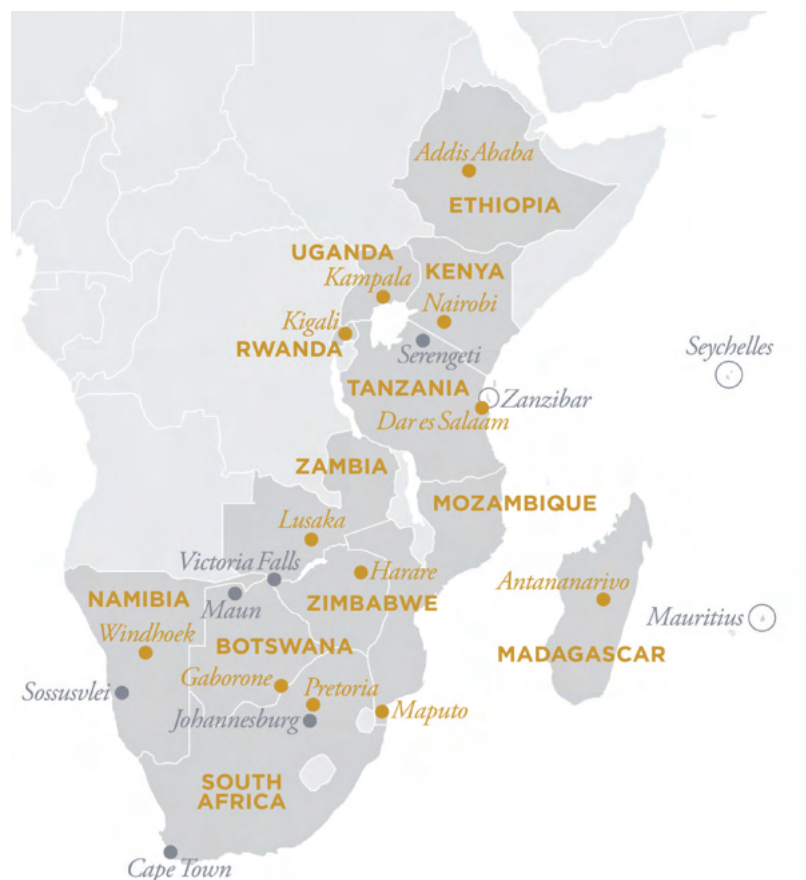 Addis Ababa
ETHIOPIA
UGANDA
Kampala
KENYA
Nairobi
Kigali
RWANDA
Serengeti
Seychelles
TANZANIA
Zanzibar
Dar es Salaam
ZAMBIA
MOZAMBIQUE
Lusaka
Victoria Falls
Harare
Antananarivo
NAMIBIA
Maun
ZIMBABWE
Mauritius
Windhoek
BOTSWANA
MADAGASCAR
Gaborone
Pretoria
Sossusvlei
Johannesburg
Maputo
SOUTH
AFRICA
Cape Town